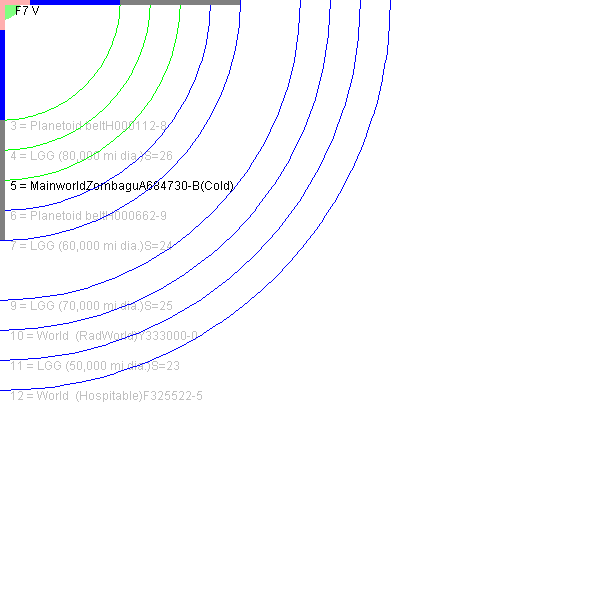 F7 V
3 = Planetoid beltH000112-8
4 = LGG (80,000 mi dia.)S=26
5 = MainworldZombaguA684730-B(Cold)
6 = Planetoid beltH000662-9
7 = LGG (60,000 mi dia.)S=24
9 = LGG (70,000 mi dia.)S=25
10 = World  (RadWorld)Y333000-0
11 = LGG (50,000 mi dia.)S=23
12 = World  (Hospitable)F325522-5